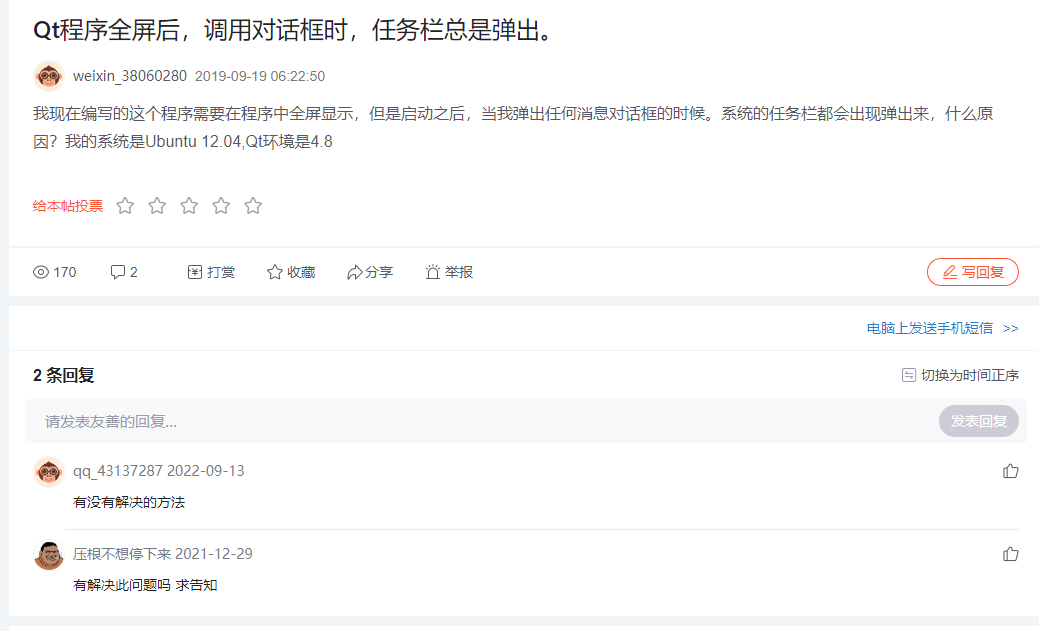 Qt程序全屏后，调用对话框时，任务栏总是弹出。
weixin_38060280 2019-09-19 06:22:50
我现在编写的这个程序需要在程序中全屏显示，但是启动之后，当我弹出任何消息对话框的时候。系统的任务栏都会出现弹出来，什么原
因？我的系统是Ubuntu 12.04,Qt环境是4.8
给本帖投票
170 2 打赏 收藏 分享 举报 写回复
电脑上发送手机短信 >>
2 条回复 切换为时间正序
请发表友善的回复... 发表回复
qq_43137287 2022-09-13
有没有解决的方法
压根不想停下来 2021-12-29
有解决此问题吗 求告知